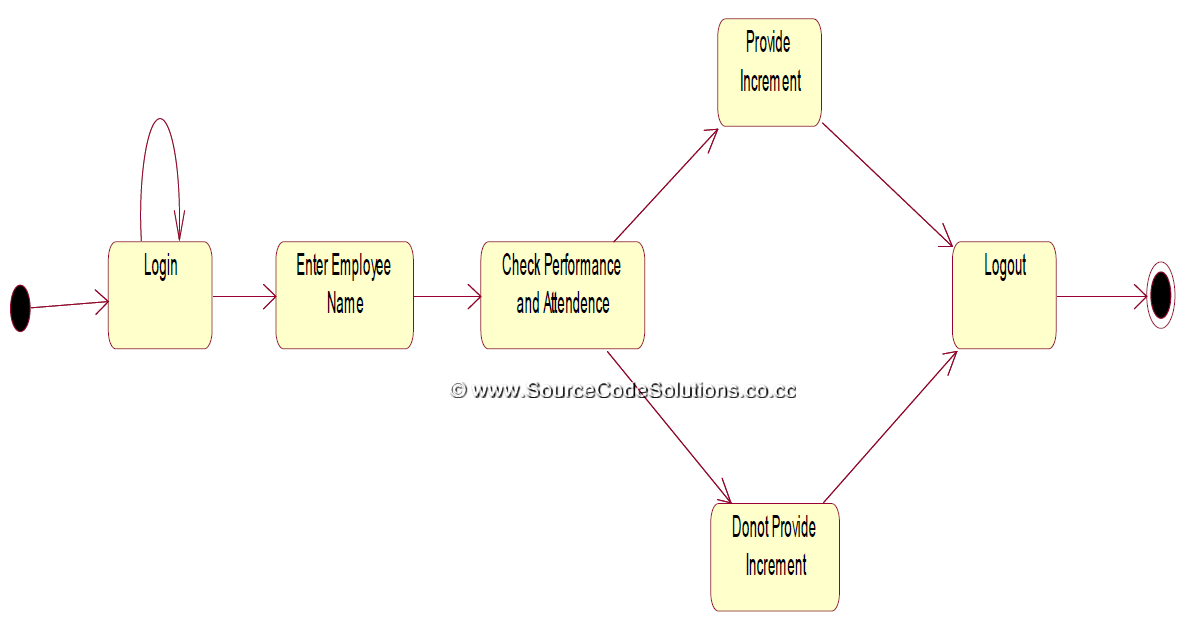 Provide
Increment
Login
Enter Employee
Name
Check Performance
and Attendence
Logout
© www.SourceCodeSolutions.co.cc
Donot Provide
Increment